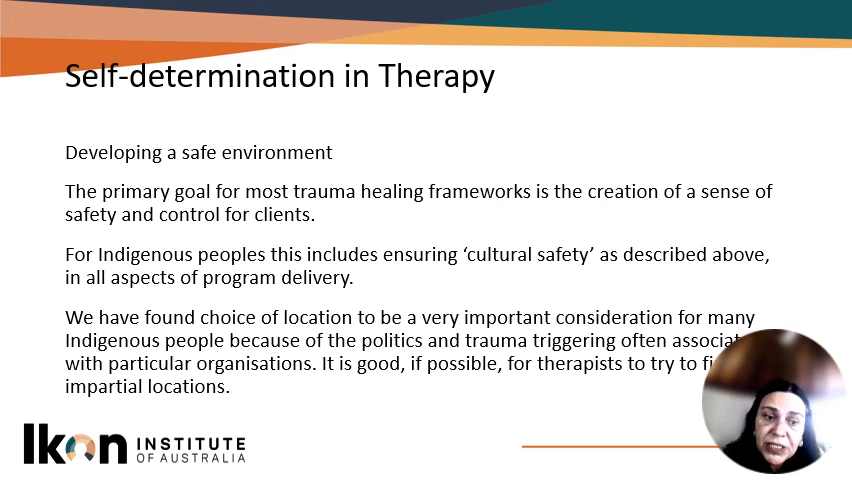 Self-determination in Therapy
Developing a safe environment
The primary goal for most trauma healing frameworks is the creation of a sense of
safety and control for clients.
For Indigenous peoples this includes ensuring ‘cultural safety’ as described above,
in all aspects of program delivery.
We have found choice of location to be a very important consideration for many
Indigenous people because of the politics and trauma triggering often
with particular organisations. It is good, if possible, for therapists to try to
impartial locations.
Ikon INSTITUTE
OF AUSTRALIA